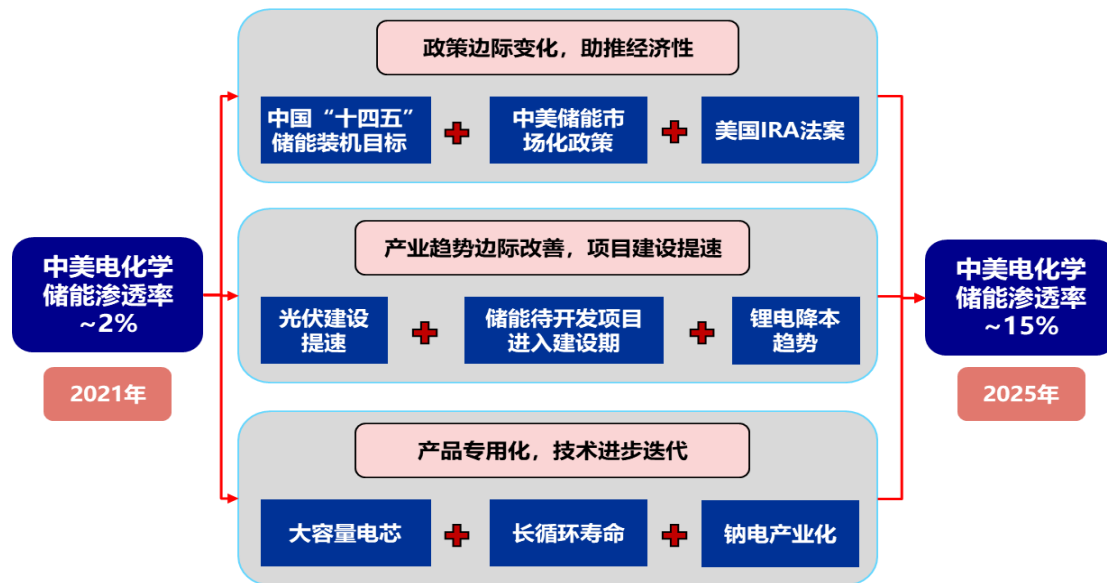 政策边际变化，助推经济性
中国“十四五”
储能装机目标
中美储能市
场化政策
美国IRA法案
中美电化学
储能渗透率
~2%
2021年
产业趋势边际改善，项目建设提速
光伏建设
提速
储能待开发项目
进入建设期
锂电降本
趋势
中美电化学
储能渗透率
~15%
2025年
产品专用化，技术进步迭代
大容量电芯
长循环寿命
钠电产业化